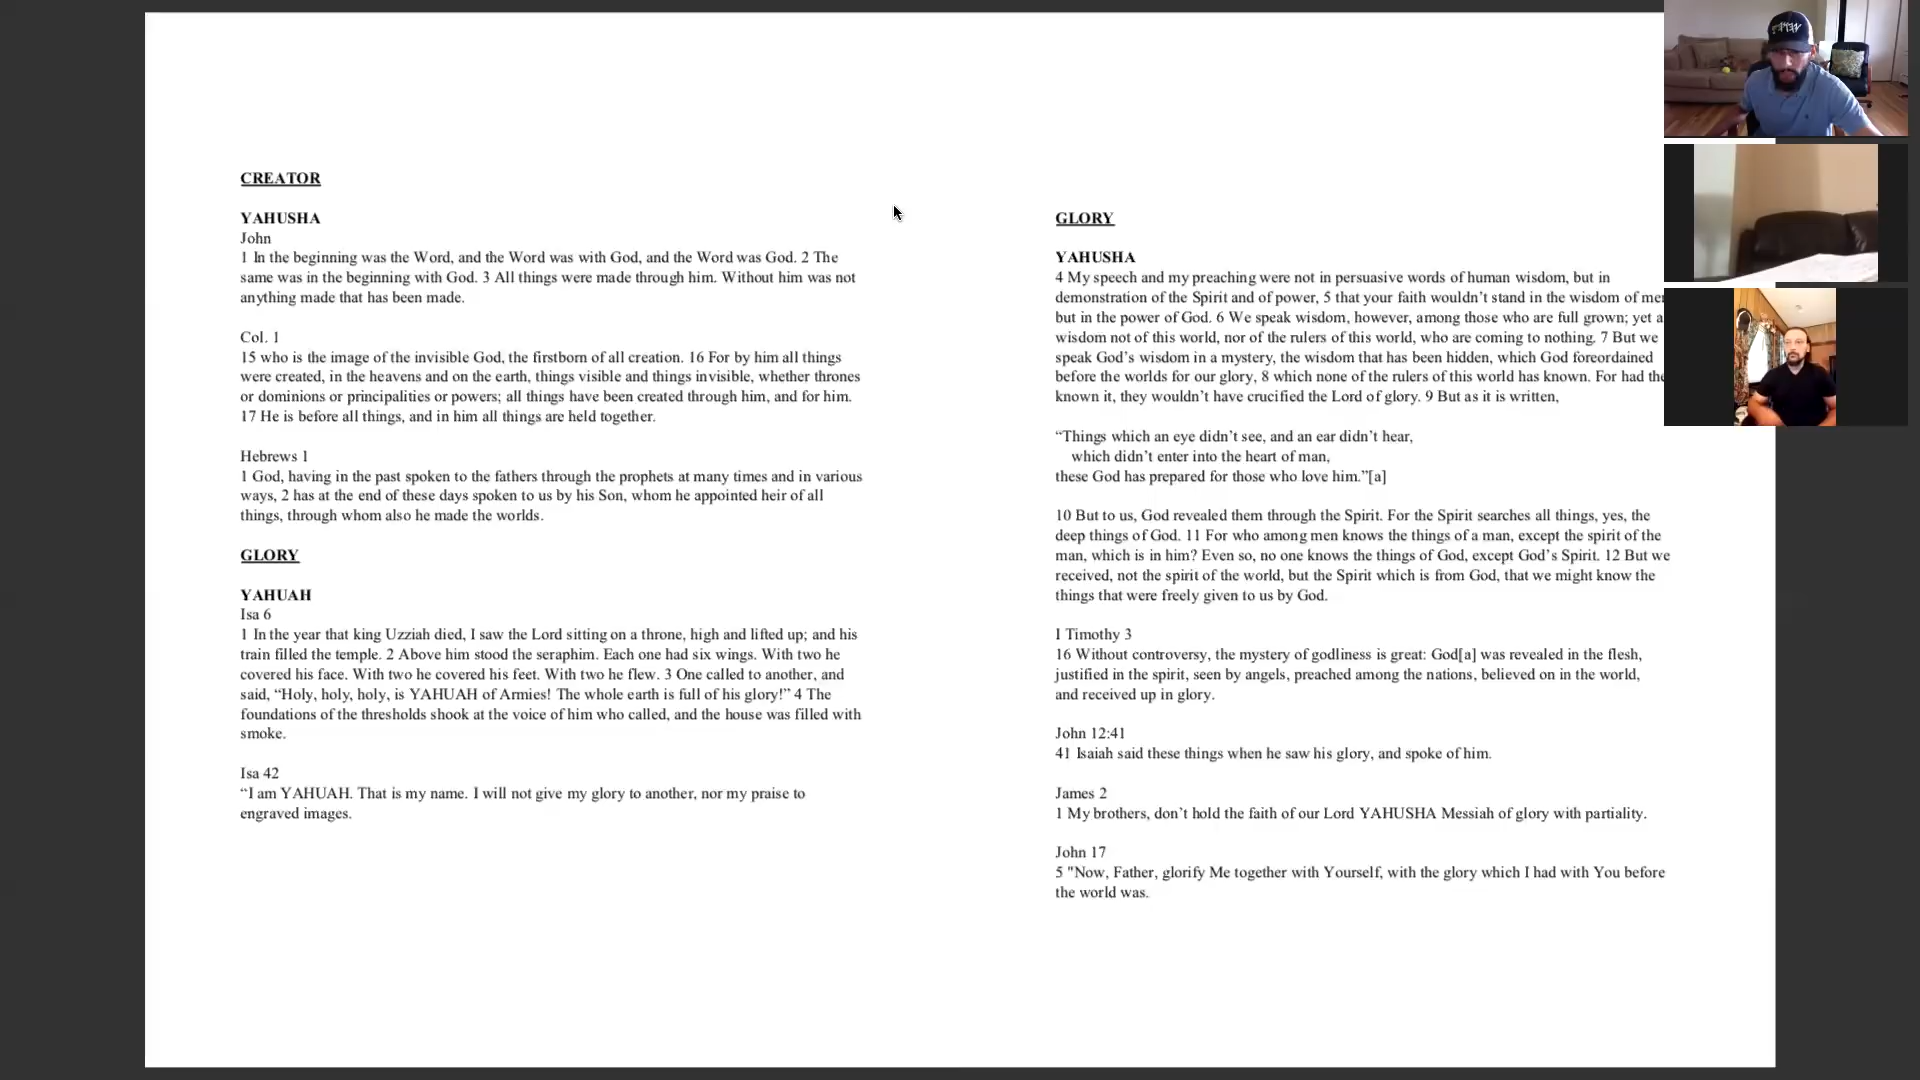 CREATOR
YAHUSHA
John
1 In the beginning was the Word, and the Word was with God, and the Word was God. 2 The
same was in the beginning with God. 3 All things were made through him. Without him was not
anything made that has been made.
Col. 1
15 who is the image of the invisible God, the firstborn of all creation. 16 For by him all things
were created, in the heavens and on the earth, things visible and things invisible, whether thrones
or dominions or principalities or powers; all things have been created through him, and for him.
17 He is before all things, and in him all things are held together.
Hebrews 1
1 God, having in the past spoken to the fathers through the prophets at many times and in various
ways, 2 has at the end of these days spoken to us by his Son, whom he appointed heir of all
things, through whom also he made the worlds.
GLORY
YAHUAH
Isa 6
1 In the year that king Uzziah died, I saw the Lord sitting on a throne, high and lifted up; and his
train filled the temple. 2 Above him stood the seraphim. Each one had six wings. With two he
covered his face. With two he covered his feet. With two he flew. 3 One called to another, and
said, “Holy, holy, holy, is YAHUAH of Armies! The whole earth is full of his glory!” 4 The
foundations of the thresholds shook at the voice of him who called, and the house was filled with
smoke.
Isa 42
“I am YAHUAH. That is my name. I will not give my glory to another, nor my praise to
engraved images.
GLORY
YAHUSHA
4 My speech and my preaching were not in persuasive words of human wisdom, but in
demonstration of the Spirit and of power, 5 that your faith wouldn’t stand in the wisdom of
but in the power of God. 6 We speak wisdom, however, among those who are full grown; yet a
wisdom not of this world, nor of the rulers of this world, who are coming to nothing. 7 But we
speak God’s wisdom in a mystery, the wisdom that has been hidden, which God foreordained
before the worlds for our glory, 8 which none of the rulers of this world has known. For had
known it, they wouldn’t have crucified the Lord of glory. 9 But as it is written,
“Things which an eye didn’t see, and an ear didn’t hear,
which didn’t enter into the heart of man,
these God has prepared for those who love him.”[a]
10 But to us, God revealed them through the Spirit. For the Spirit searches all things, yes, the
deep things of God. 11 For who among men knows the things of a man, except the spirit of the
man, which is in him? Even so, no one knows the things of God, except God’s Spirit. 12 But we
received, not the spirit of the world, but the Spirit which is from God, that we might know the
things that were freely given to us by God.
I Timothy 3
16 Without controversy, the mystery of godliness is great: God[a] was revealed in the flesh,
justified in the spirit, seen by angels, preached among the nations, believed on in the world,
and received up in glory.
John 12:41
41 Isaiah said these things when he saw his glory, and spoke of him.
James 2
1 My brothers, don’t hold the faith of our Lord YAHUSHA Messiah of glory with partiality.
John 17
5 "Now, Father, glorify Me together with Yourself, with the glory which I had with You before
the world was.